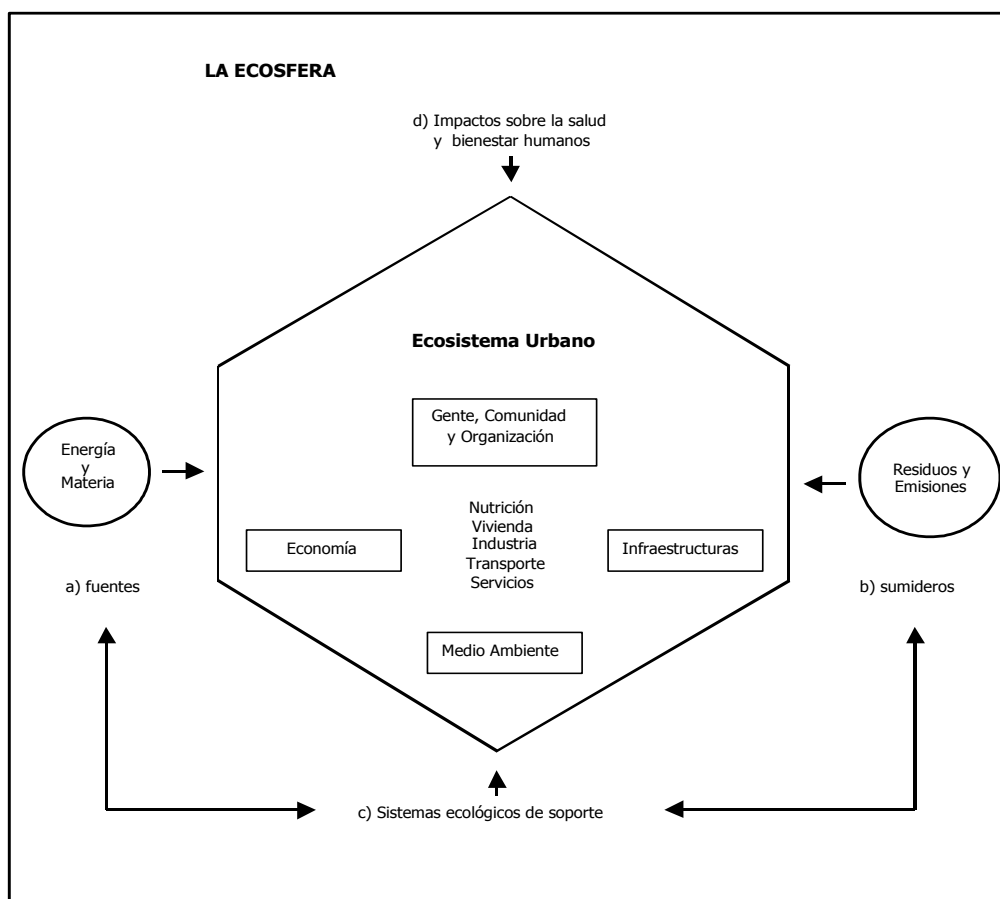 LA ECOSFERA
d) Impactos sobre la salud
y bienestar humanos
Ecosistema Urbano
Gente, Comunidad
y Organización
Energía
y
Materia
Residuos y
Emisiones
Nutrición
Vivienda
Industria
Transporte
Servicios
Economía
Infraestructuras
a) fuentes
b) sumideros
Medio Ambiente
c) Sistemas ecológicos de soporte